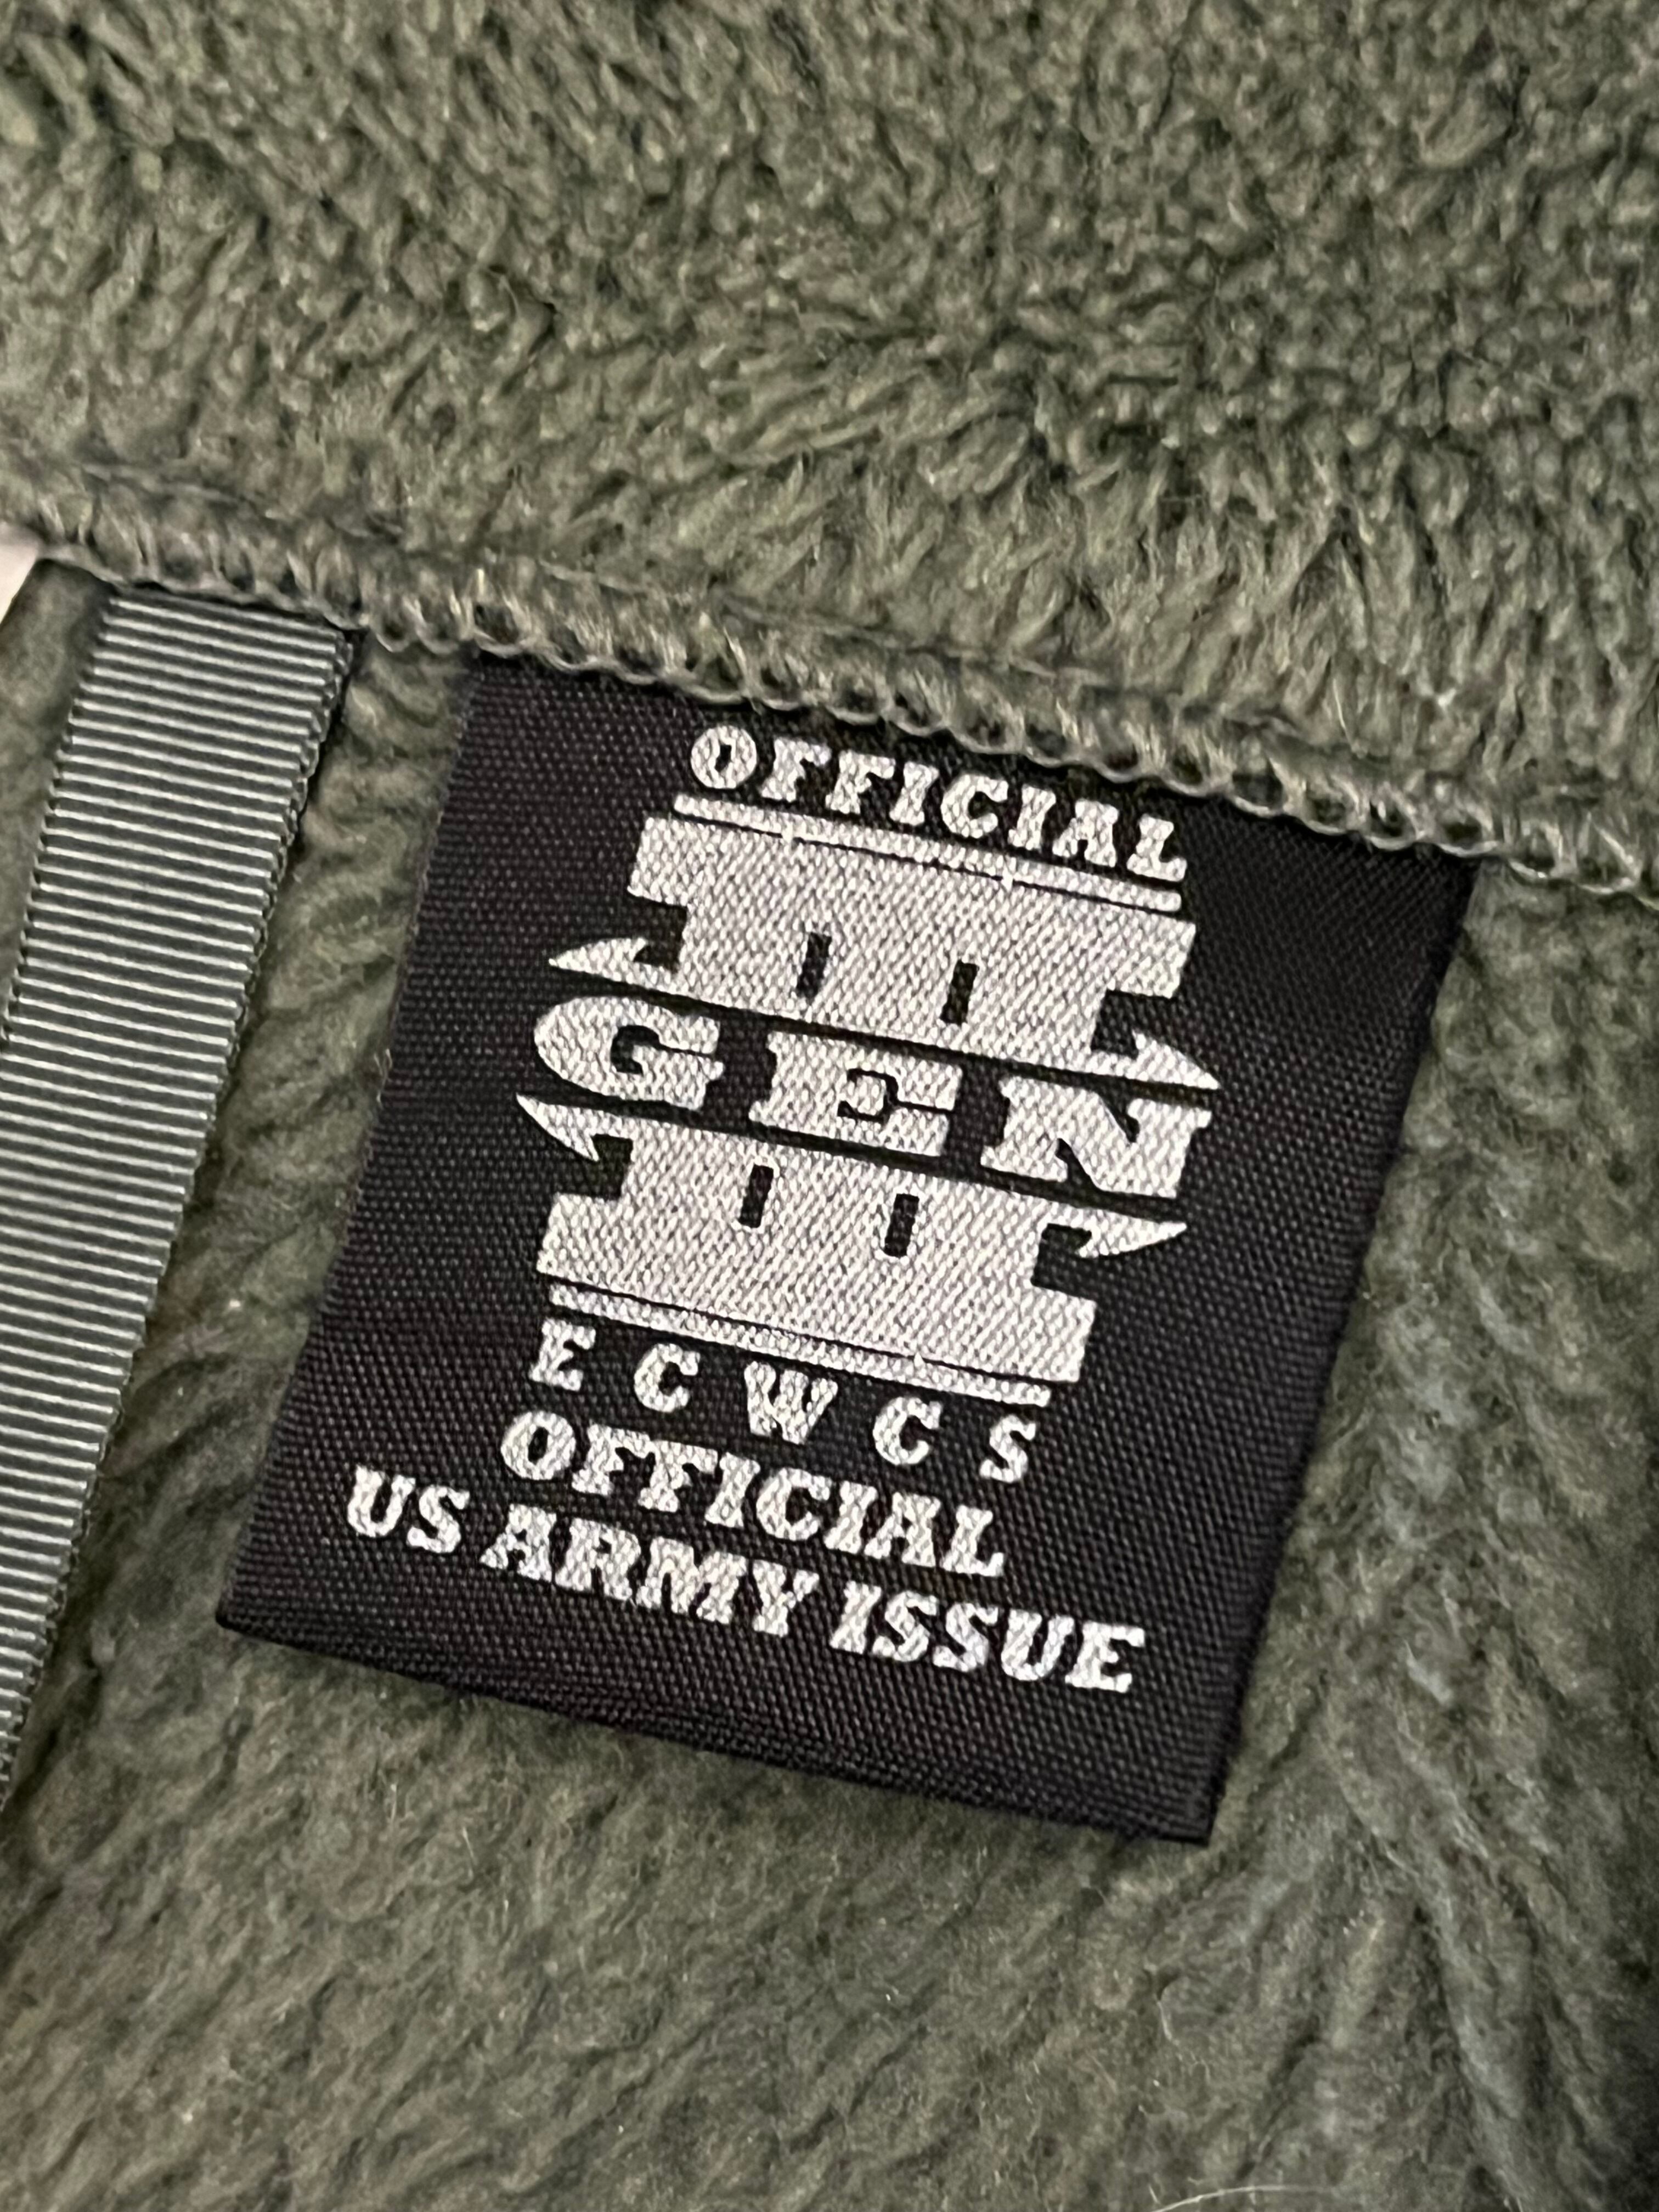 OFFICIAL
III
GEN
ECWCS
OFFICIAL
US ARMY ISSUE